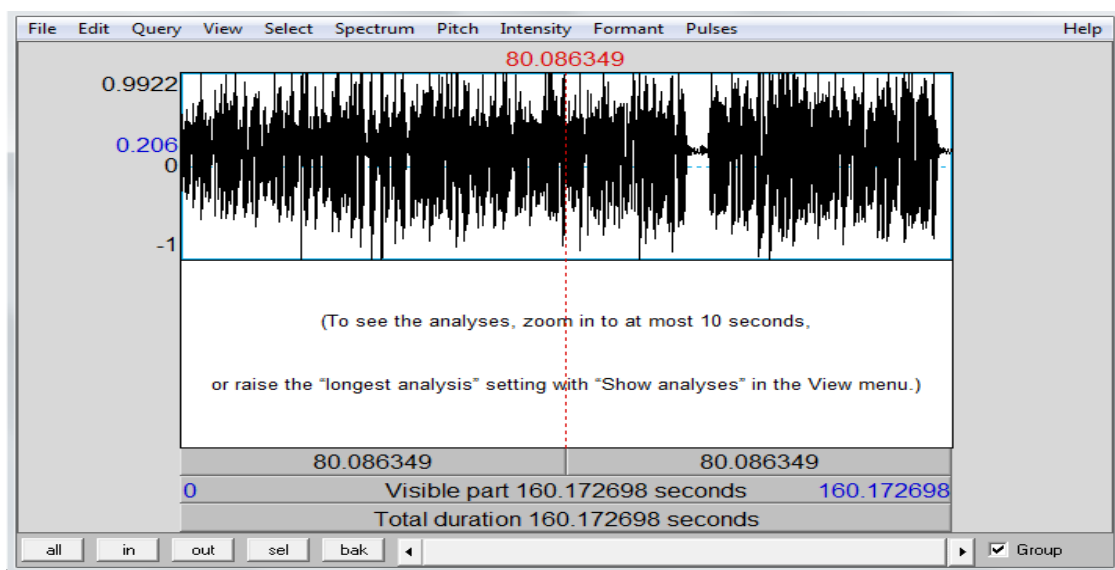 File Edit Query View Select Spectrum Pitch Intensity Formant Pulses Help
80.086349
0.9922
0.206
0
-1
(To see the analyses, zoom in to at most 10 seconds,
or raise the “longest analysis” setting with “Show analyses” in the View menu.)
80.086349 80.086349
0 Visible part 160.172698 seconds 160.172698
Total duration 160.172698 seconds
all in out sel bak Group